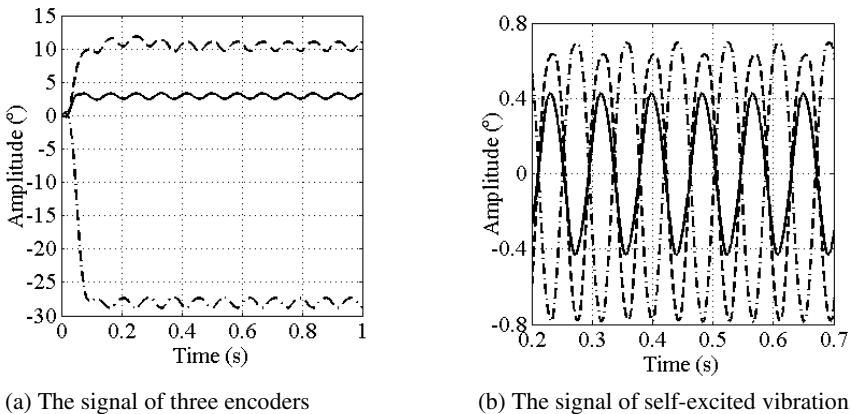 15
10
5
0
-5
-10
-15
-20
-25
-30
Amplitude (°)
0 0.2 0.4 0.6 0.8 1
Time (s)
0.8
0.4
0
-0.4
-0.8
Amplitude (°)
0.2 0.3 0.4 0.5 0.6 0.7
Time (s)
(a) The signal of three encoders
(b) The signal of self-excited vibration